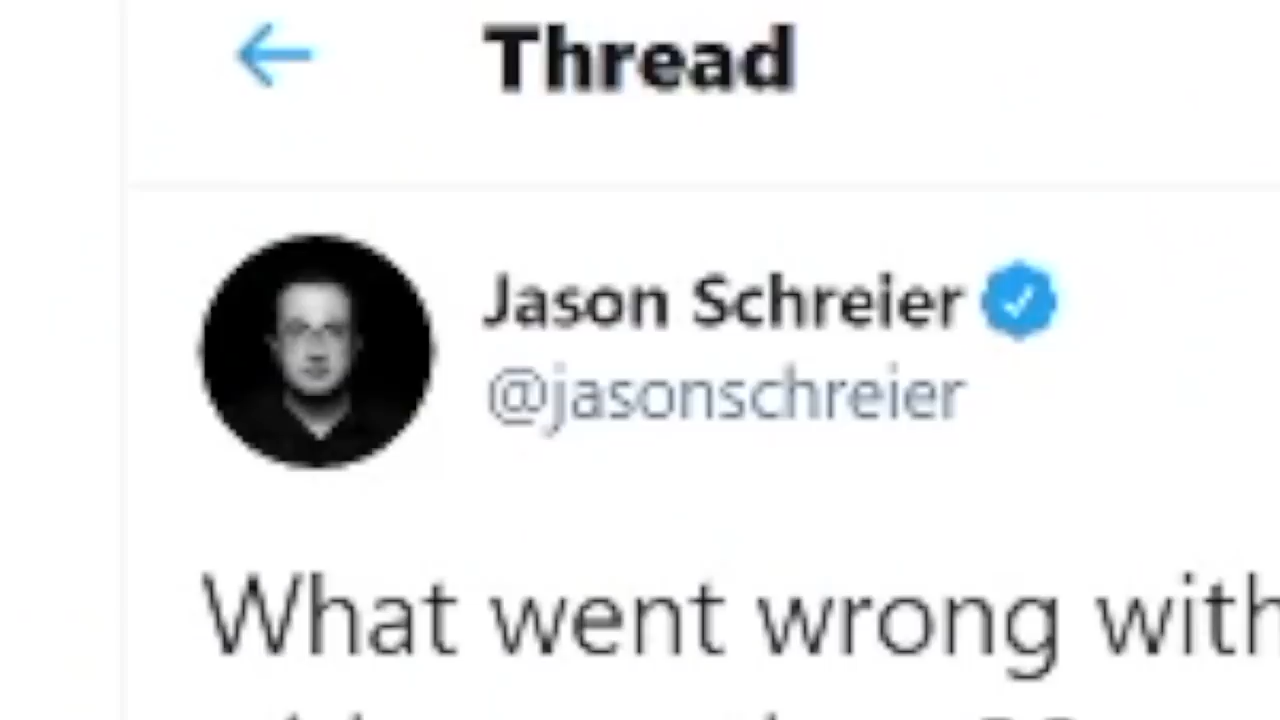 Thread
Jason Schreier
@jasonschreier
What went wrong with